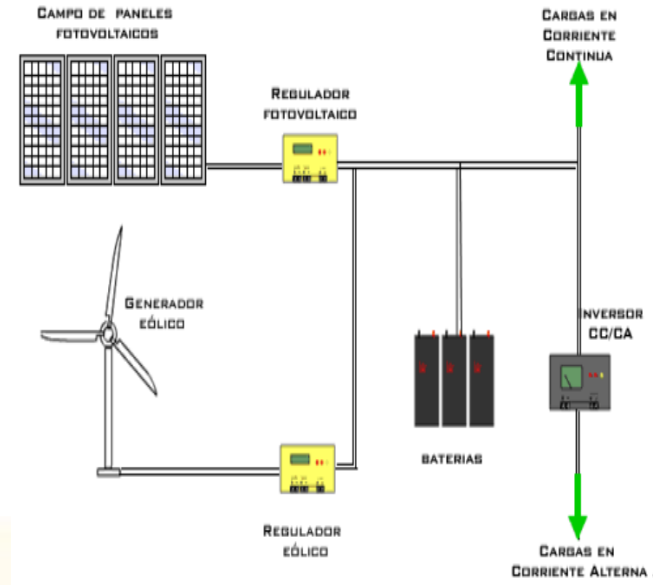 CAMPO DE PANELES
FOTOVOLTAICOS
CARGAS EN
CORRIENTE
CONTINUA
REGULADOR
FOTOVOLTAICO
GENERADOR
EÓLICO
INVERSOR
CC/CA
BATERIAS
REGULADOR
EÓLICO
CARGAS EN
CORRIENTE ALTERNA